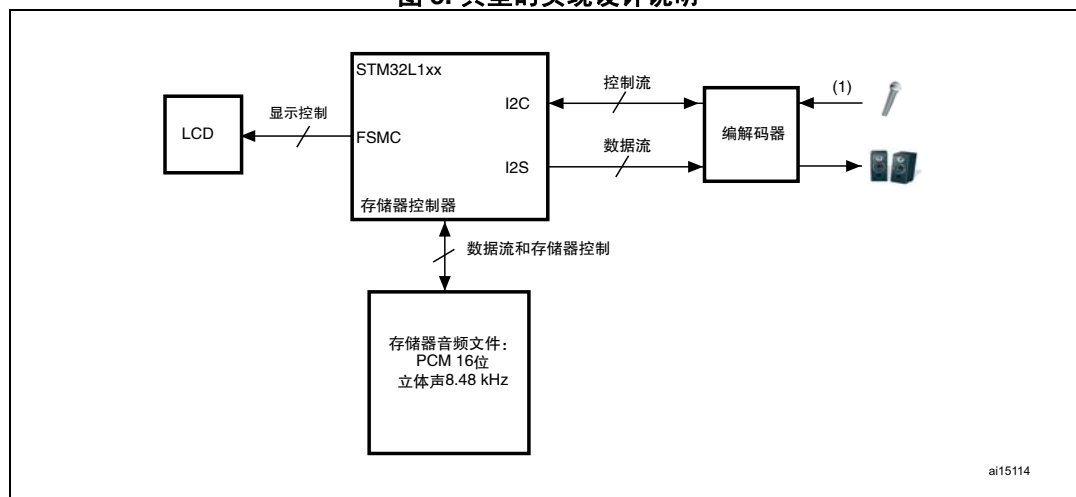 STM32L1xx
LCD
显示控制
FSMC
I2C
控制流
(1)
编解码器
I2S
数据流
存储器控制器
数据流和存储器控制
存储器音频文件：
PCM 16位
立体声8.48 kHz
ai15114